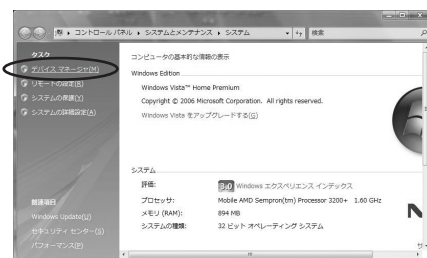 コントロール パネル ▸ システムとメンテナンス ▸ システム
検索
タスク
デバイス マネージャ(M)
リモートの設定(R)
システムの保護(Y)
システムの詳細設定(A)
関連項目
Windows Update(U)
セキュリティ センター(S)
パフォーマンス(P)
コンピュータの基本的な情報の表示
Windows Edition
Windows Vista™ Home Premium
Copyright © 2006 Microsoft Corporation. All rights reserved.
Windows Vista をアップグレードする(G)
システム
評価: 3.0 Windows エクスペリエンス インデックス
プロセッサ: Mobile AMD Sempron(tm) Processor 3200+ 1.60 GHz
メモリ (RAM): 894 MB
システムの種類: 32 ビット オペレーティング システム